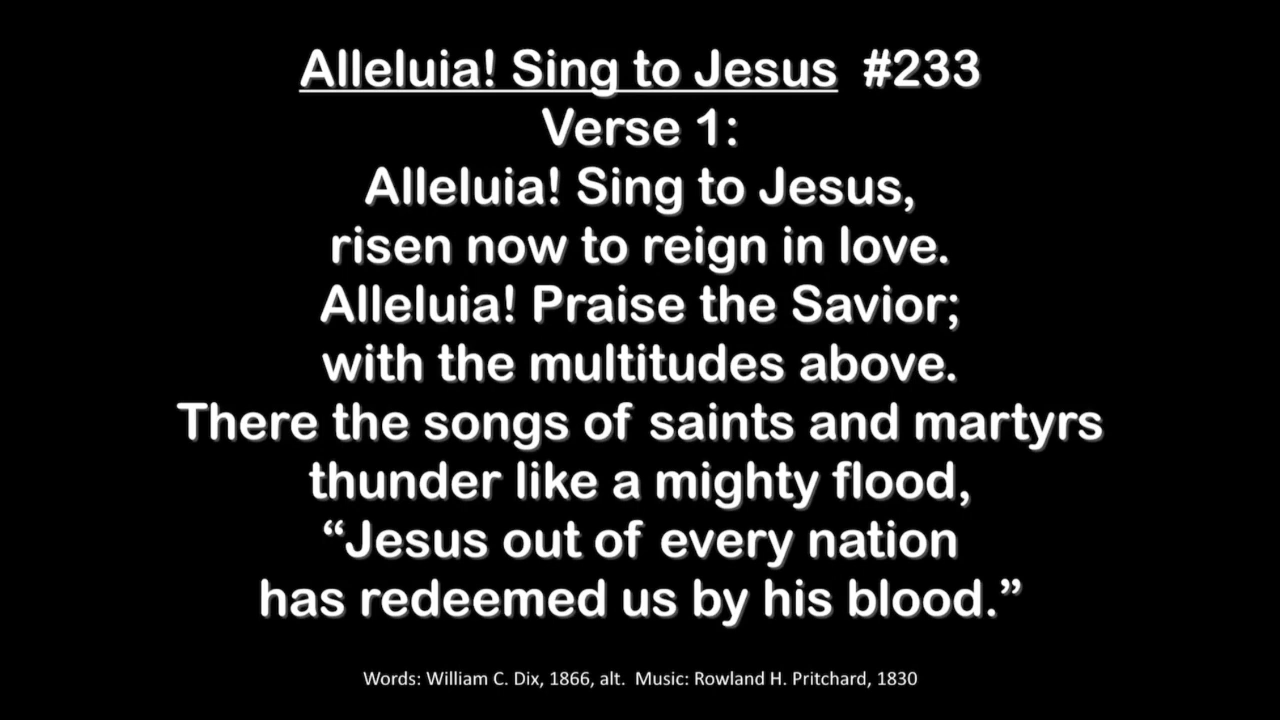 Alleluia! Sing to Jesus #233
Verse 1:
Alleluia! Sing to Jesus,
risen now to reign in love.
Alleluia! Praise the Savior;
with the multitudes above.
There the songs of saints and martyrs
thunder like a mighty flood,
“Jesus out of every nation
has redeemed us by his blood.”
Words: William C. Dix, 1866, alt. Music: Rowland H. Pritchard, 1830